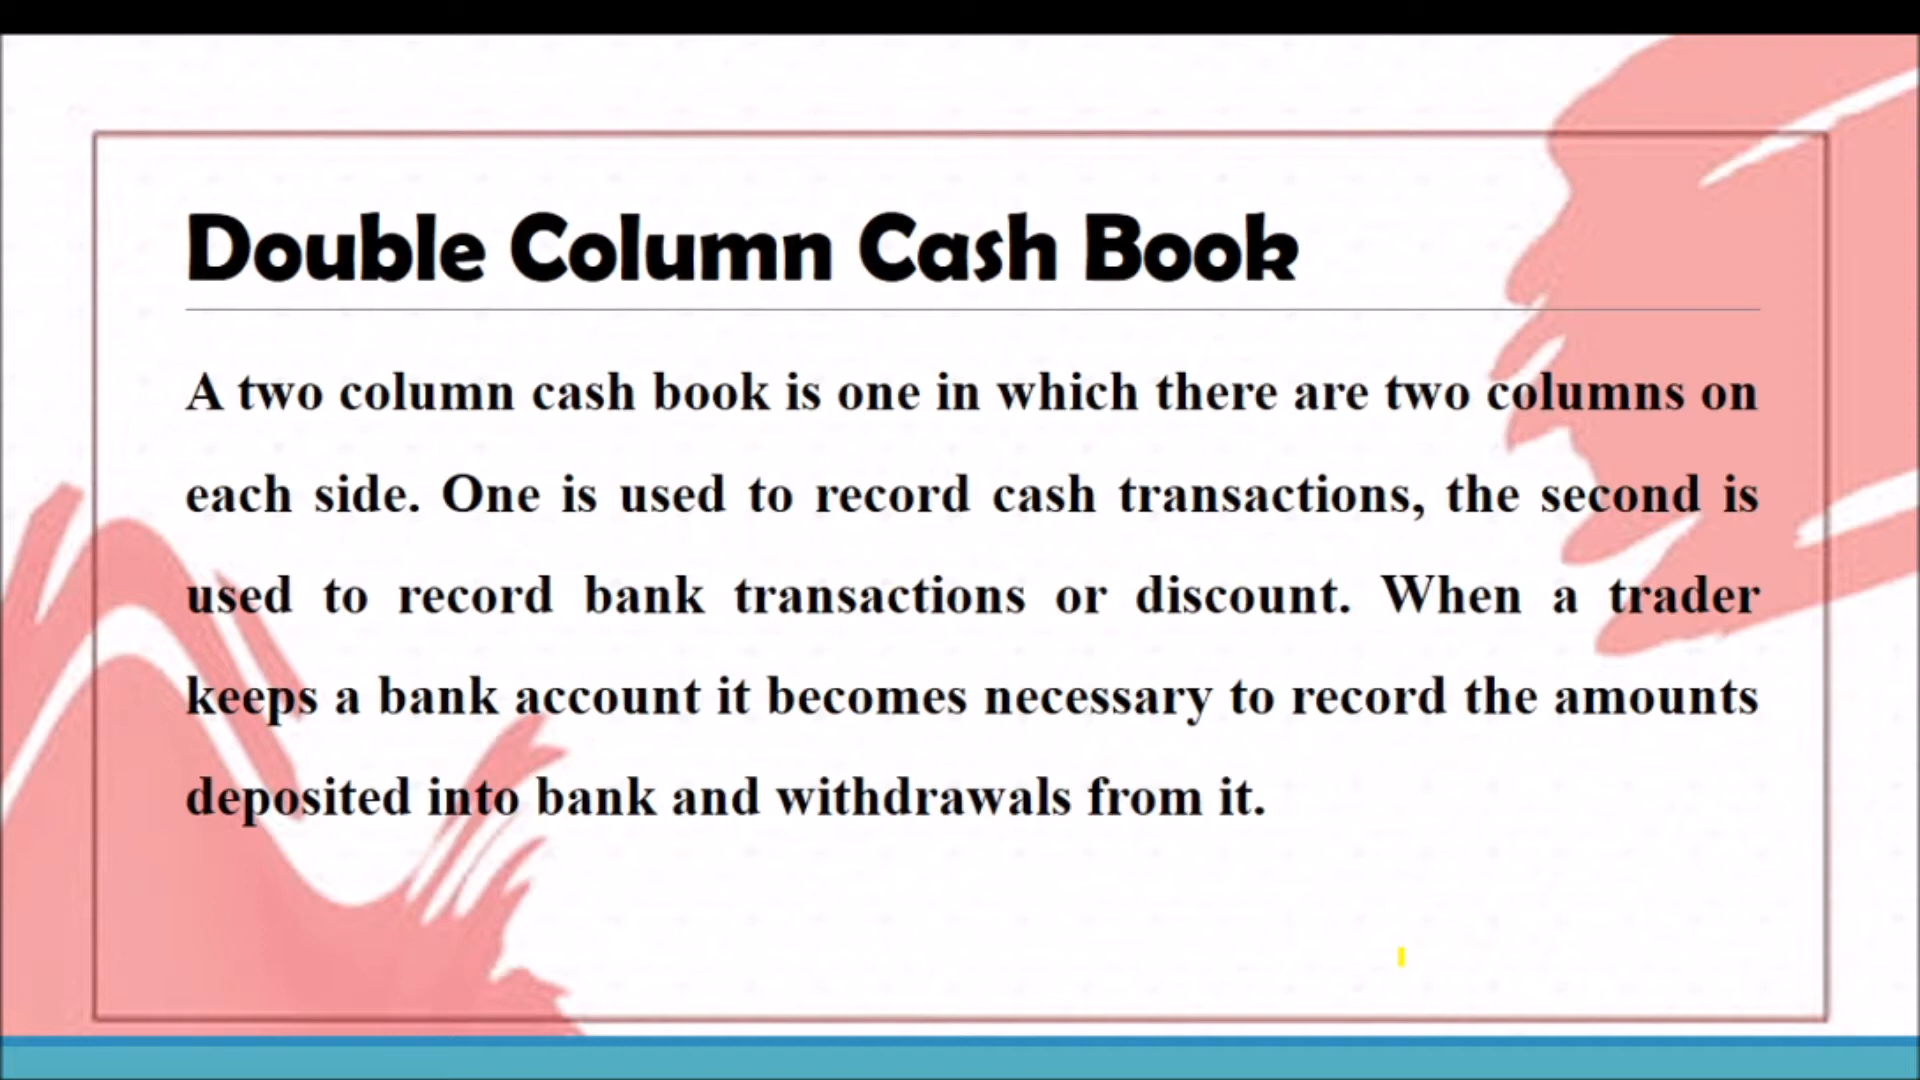 Double Column Cash Book
A two column cash book is one in which there are two columns on
each side. One is used to record cash transactions, the second is
used to record bank transactions or discount. When a trader
keeps a bank account it becomes necessary to record the amounts
deposited into bank and withdrawals from it.